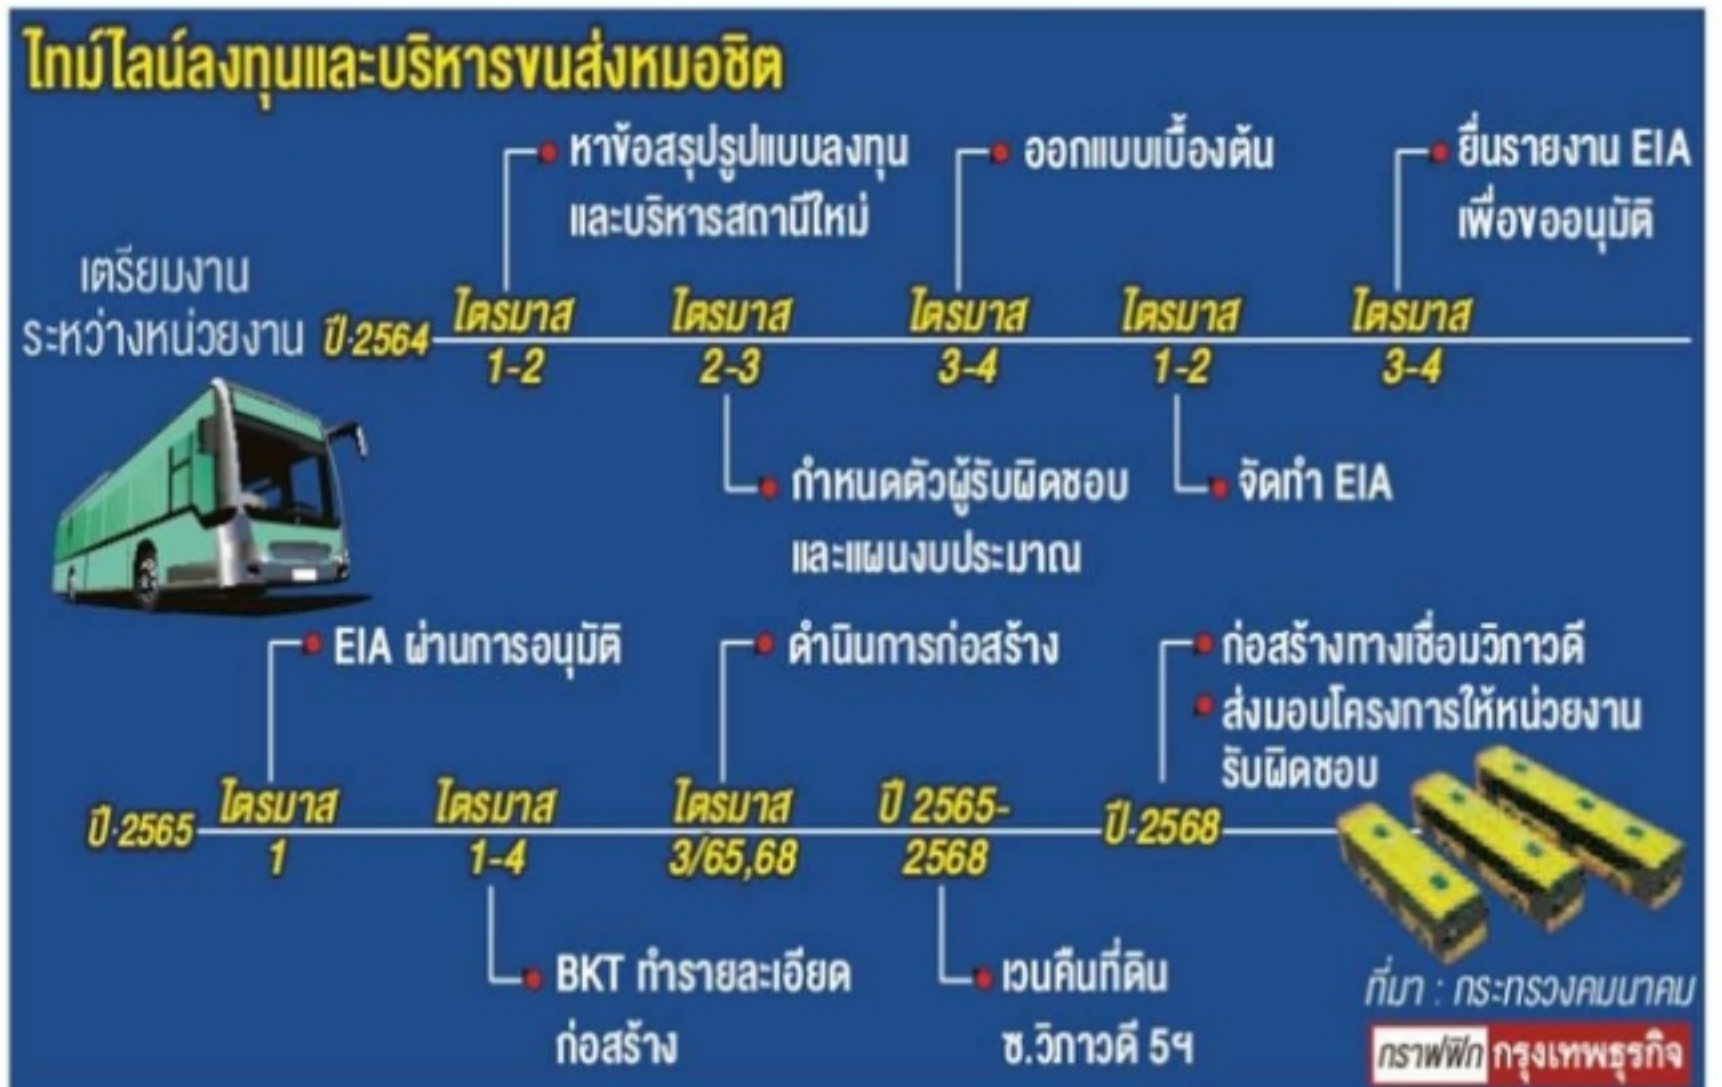 ไทม์ไลน์ลงทุนและบริหารขนส่งหมอชิต
หาข้อสรุปรูปแบบลงทุน
และบริหารสถานีใหม่
ออกแบบเบื้องต้น
ยื่นรายงาน EIA
เพื่อขออนุมัติ
เตรียมงาน
ระหว่างหน่วยงาน
ปี 2564
ไตรมาส
1-2
ไตรมาส
2-3
ไตรมาส
3-4
ไตรมาส
1-2
ไตรมาส
3-4
กำหนดตัวผู้รับผิดชอบ
และแผนงบประมาณ
จัดทำ EIA
EIA ผ่านการอนุมัติ
ดำนินการก่อสร้าง
ก่อสร้างทางเชื่อมวิภาวดี
ส่งมอบโครงการให้หน่วยงาน
รับผิดชอบ
ปี 2565
ไตรมาส
1
ไตรมาส
1-4
ไตรมาส
3/65,68
ปี 2565-
2568
ปี 2568
BKT ทำรายละเอียด
ก่อสร้าง
เวนคืนที่ดิน
ซ.วิภาวดี 5ฯ
ที่มา : กระทรวงคมนาคม
กราฟฟิก กรุงเทพธุรกิจ